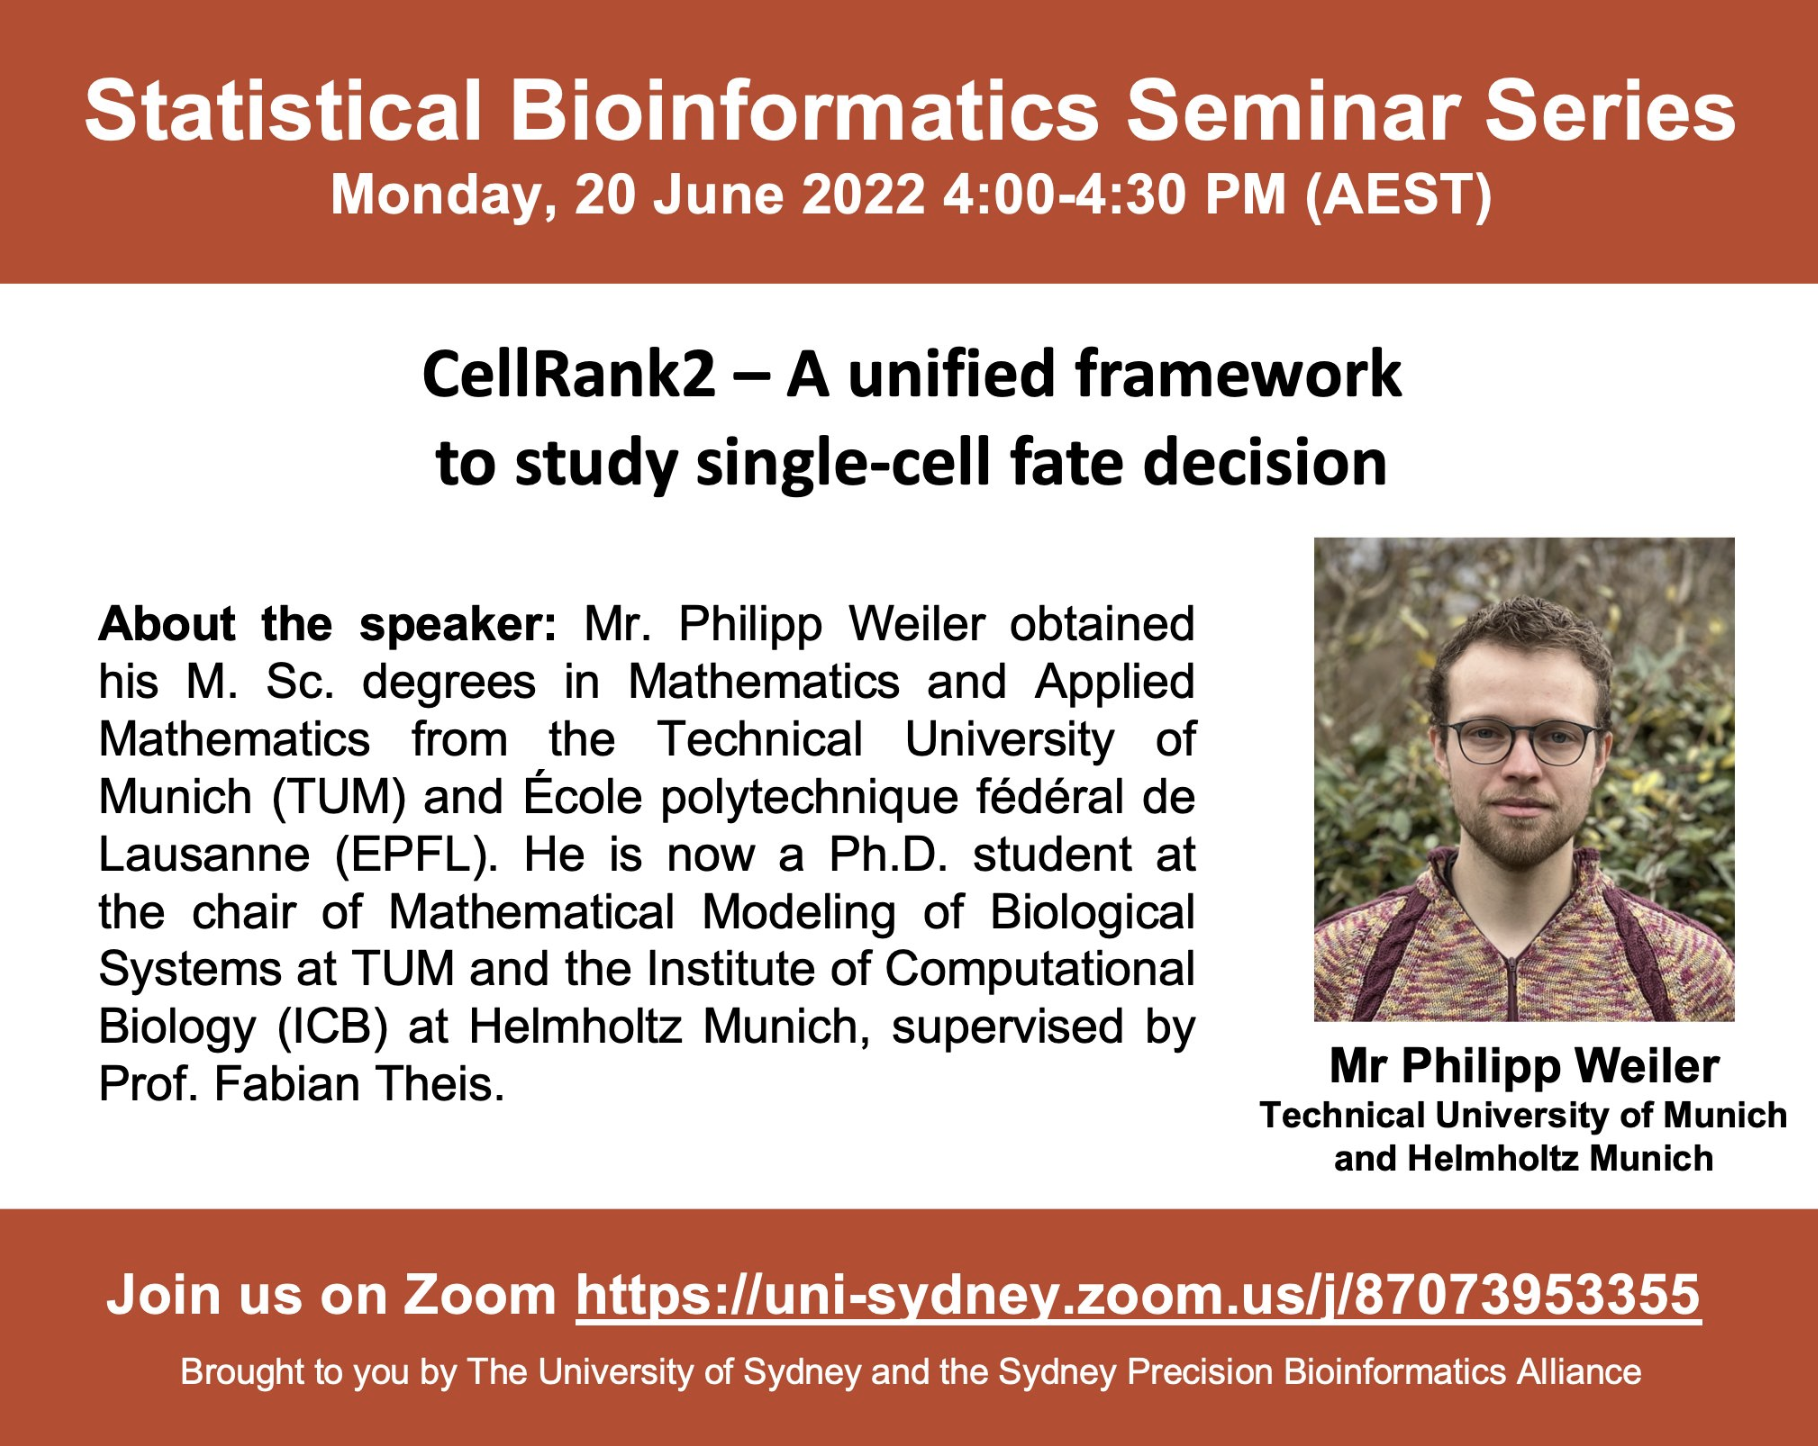 Statistical Bioinformatics Seminar Series
Monday, 20 June 2022 4:00-4:30 PM (AEST)
CellRank2 – A unified framework
to study single-cell fate decision
About the speaker: Mr. Philipp Weiler obtained
his M. Sc. degrees in Mathematics and Applied
Mathematics from the Technical University of
Munich (TUM) and École polytechnique fédéral de
Lausanne (EPFL). He is now a Ph.D. student at
the chair of Mathematical Modeling of Biological
Systems at TUM and the Institute of Computational
Biology (ICB) at Helmholtz Munich, supervised by
Prof. Fabian Theis.
Mr Philipp Weiler
Technical University of Munich
and Helmholtz Munich
Join us on Zoom https://uni-sydney.zoom.us/j/87073953355
Brought to you by The University of Sydney and the Sydney Precision Bioinformatics Alliance